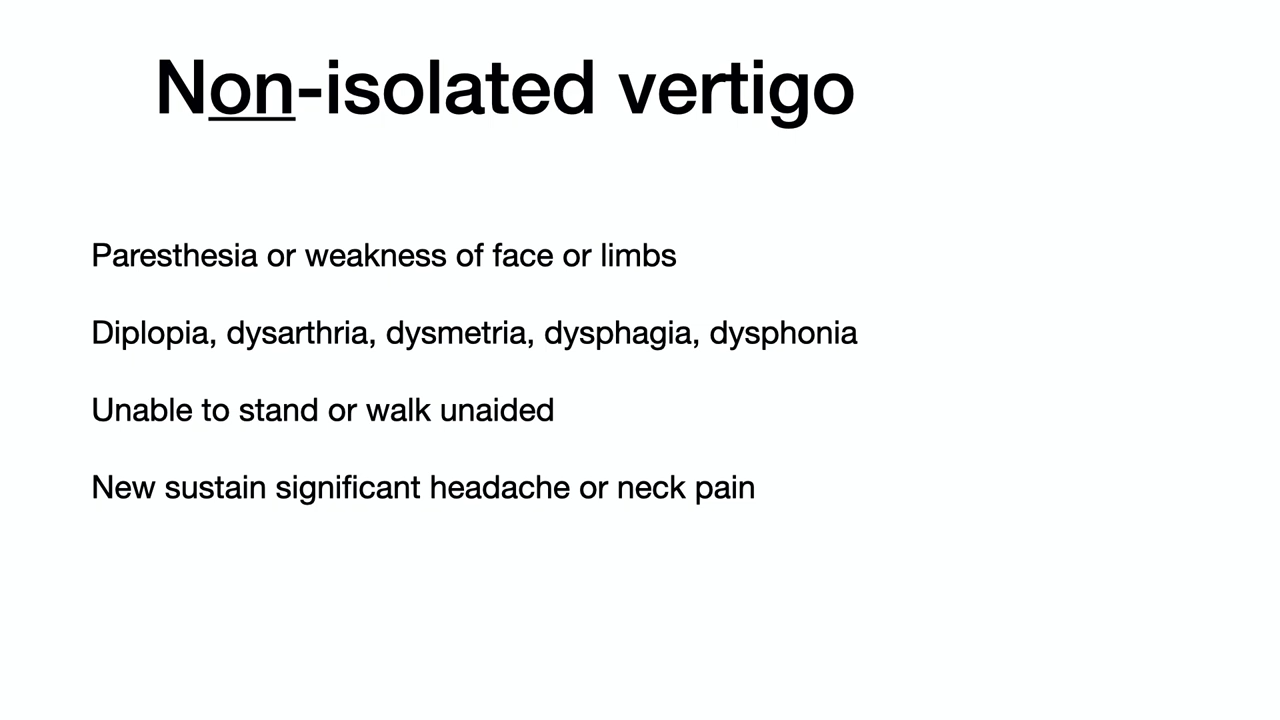 Non-isolated vertigo
Paresthesia or weakness of face or limbs
Diplopia, dysarthria, dysmetria, dysphagia, dysphonia
Unable to stand or walk unaided
New sustain significant headache or neck pain